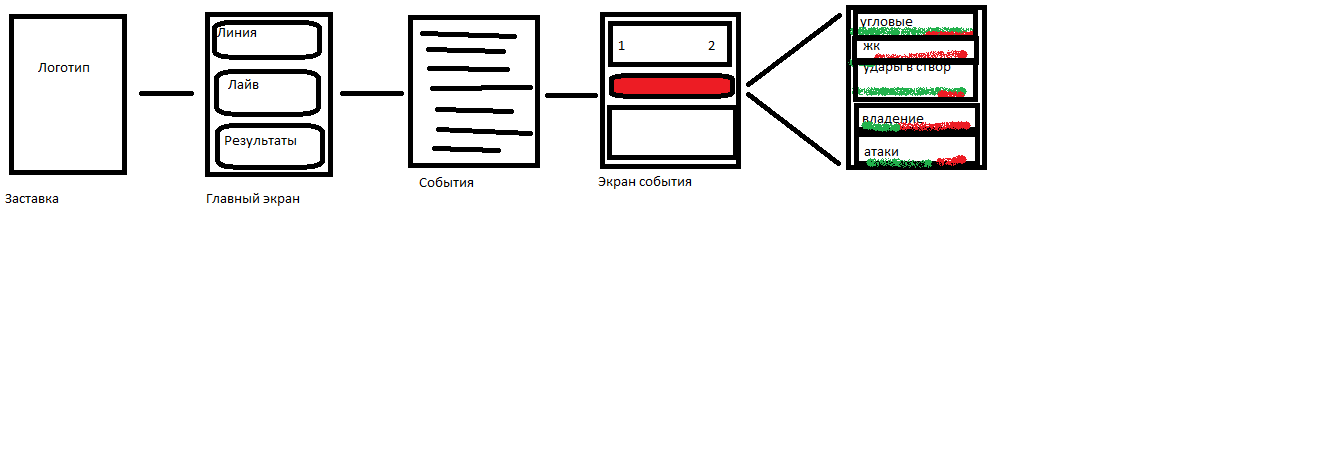 Логотип
Заставка
Линия
Лайв
Результаты
Главный экран
События
1 2
Экран события
угловые
жк
удары в створ
владение
атаки